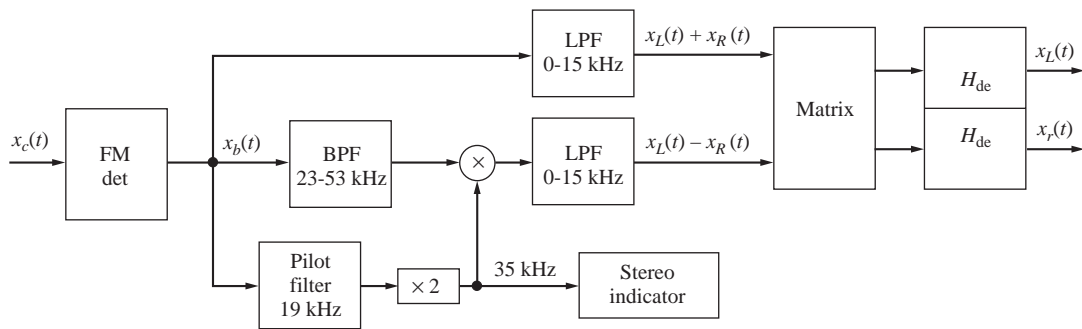 LPF
0-15 kHz
x_L(t) + x_R(t)
Matrix
H_de
x_L(t)
x_c(t)
FM
det
x_b(t)
BPF
23-53 kHz
×
LPF
0-15 kHz
x_L(t) – x_R(t)
H_de
x_r(t)
Pilot
filter
19 kHz
× 2
35 kHz
Stereo
indicator